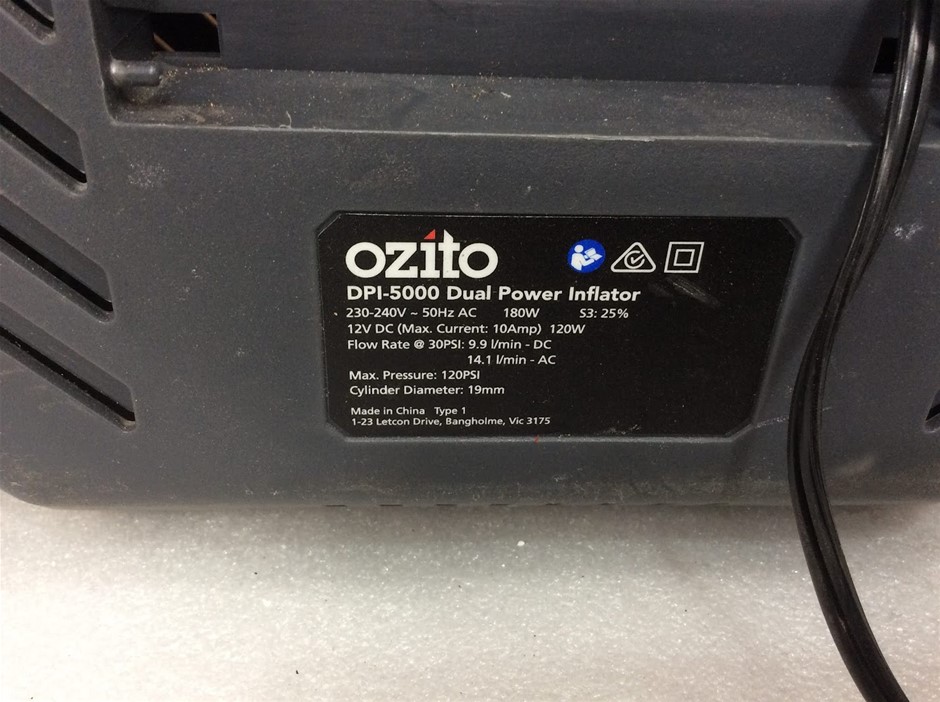 ozito
DPI-5000 Dual Power Inflator
230-240V ~ 50Hz AC 180W S3: 25%
12V DC (Max. Current: 10Amp) 120W
Flow Rate @ 30PSI: 9.9 l/min - DC
14.1 l/min - AC
Max. Pressure: 120PSI
Cylinder Diameter: 19mm
Made in China Type 1
1-23 Letcon Drive, Bangholme, Vic 3175